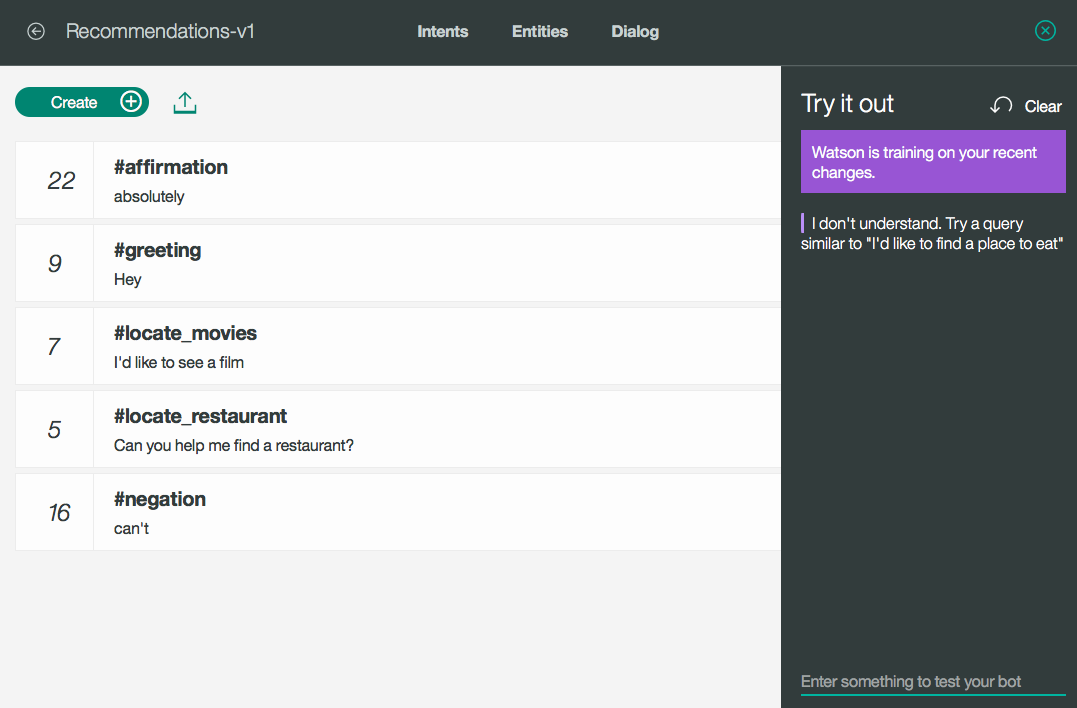 Recommendations-v1
Intents
Entities
Dialog
Create
22
#affirmation
absolutely
9
#greeting
Hey
7
#locate_movies
I'd like to see a film
5
#locate_restaurant
Can you help me find a restaurant?
16
#negation
can't
Try it out
Clear
Watson is training on your recent
changes.
I don't understand. Try a query
similar to "I'd like to find a place to eat"
Enter something to test your bot